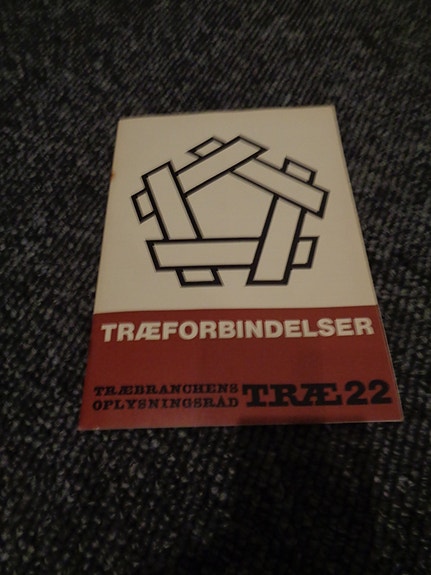 TRÆFORBINDELSER
TRÆBRANCHENS
OPLYSNINGSRÅD TRÆ 22